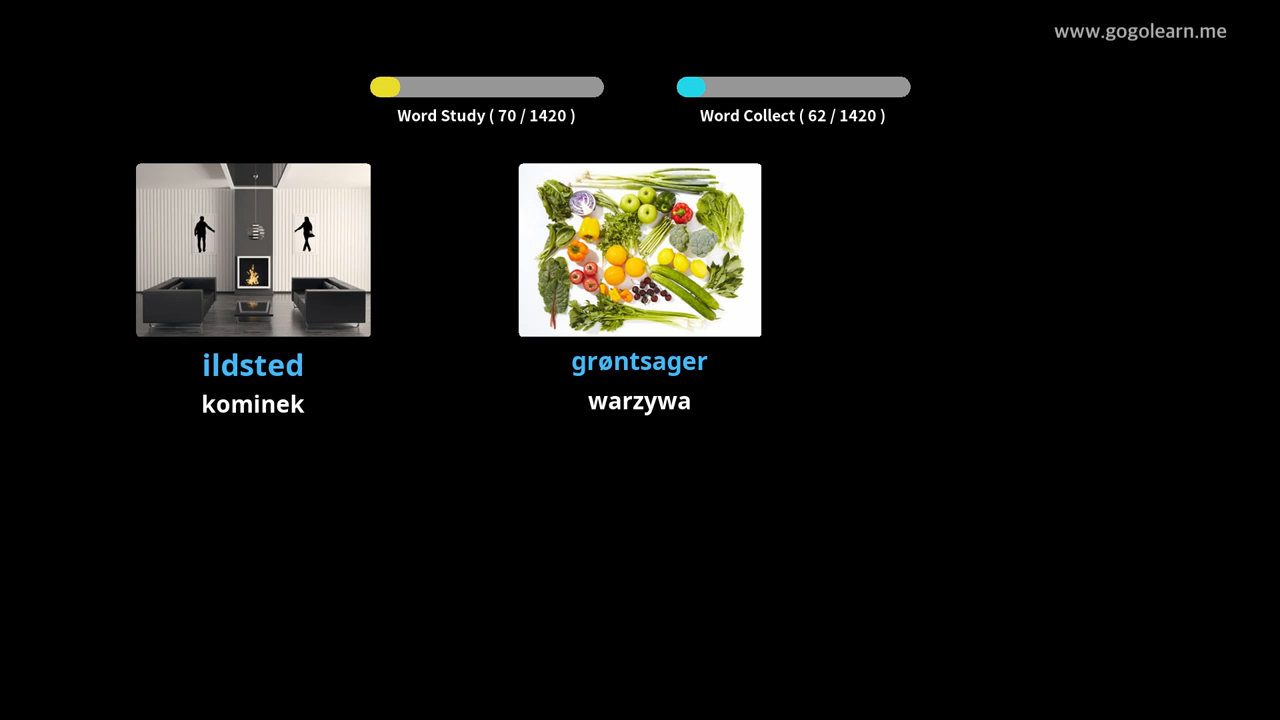 www.gogolearn.me
Word Study ( 70 / 1420 )
Word Collect ( 62 / 1420 )
ildsted
kominek
grøntsager
warzywa